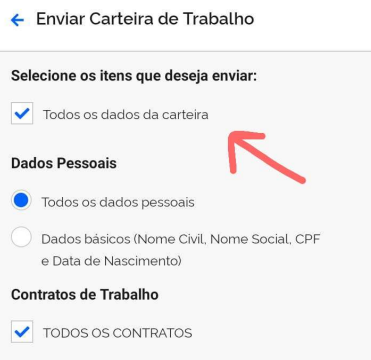 Enviar Carteira de Trabalho
Selecione os itens que deseja enviar:
Todos os dados da carteira
Dados Pessoais
Todos os dados pessoais
Dados básicos (Nome Civil, Nome Social, CPF
e Data de Nascimento)
Contratos de Trabalho
TODOS OS CONTRATOS